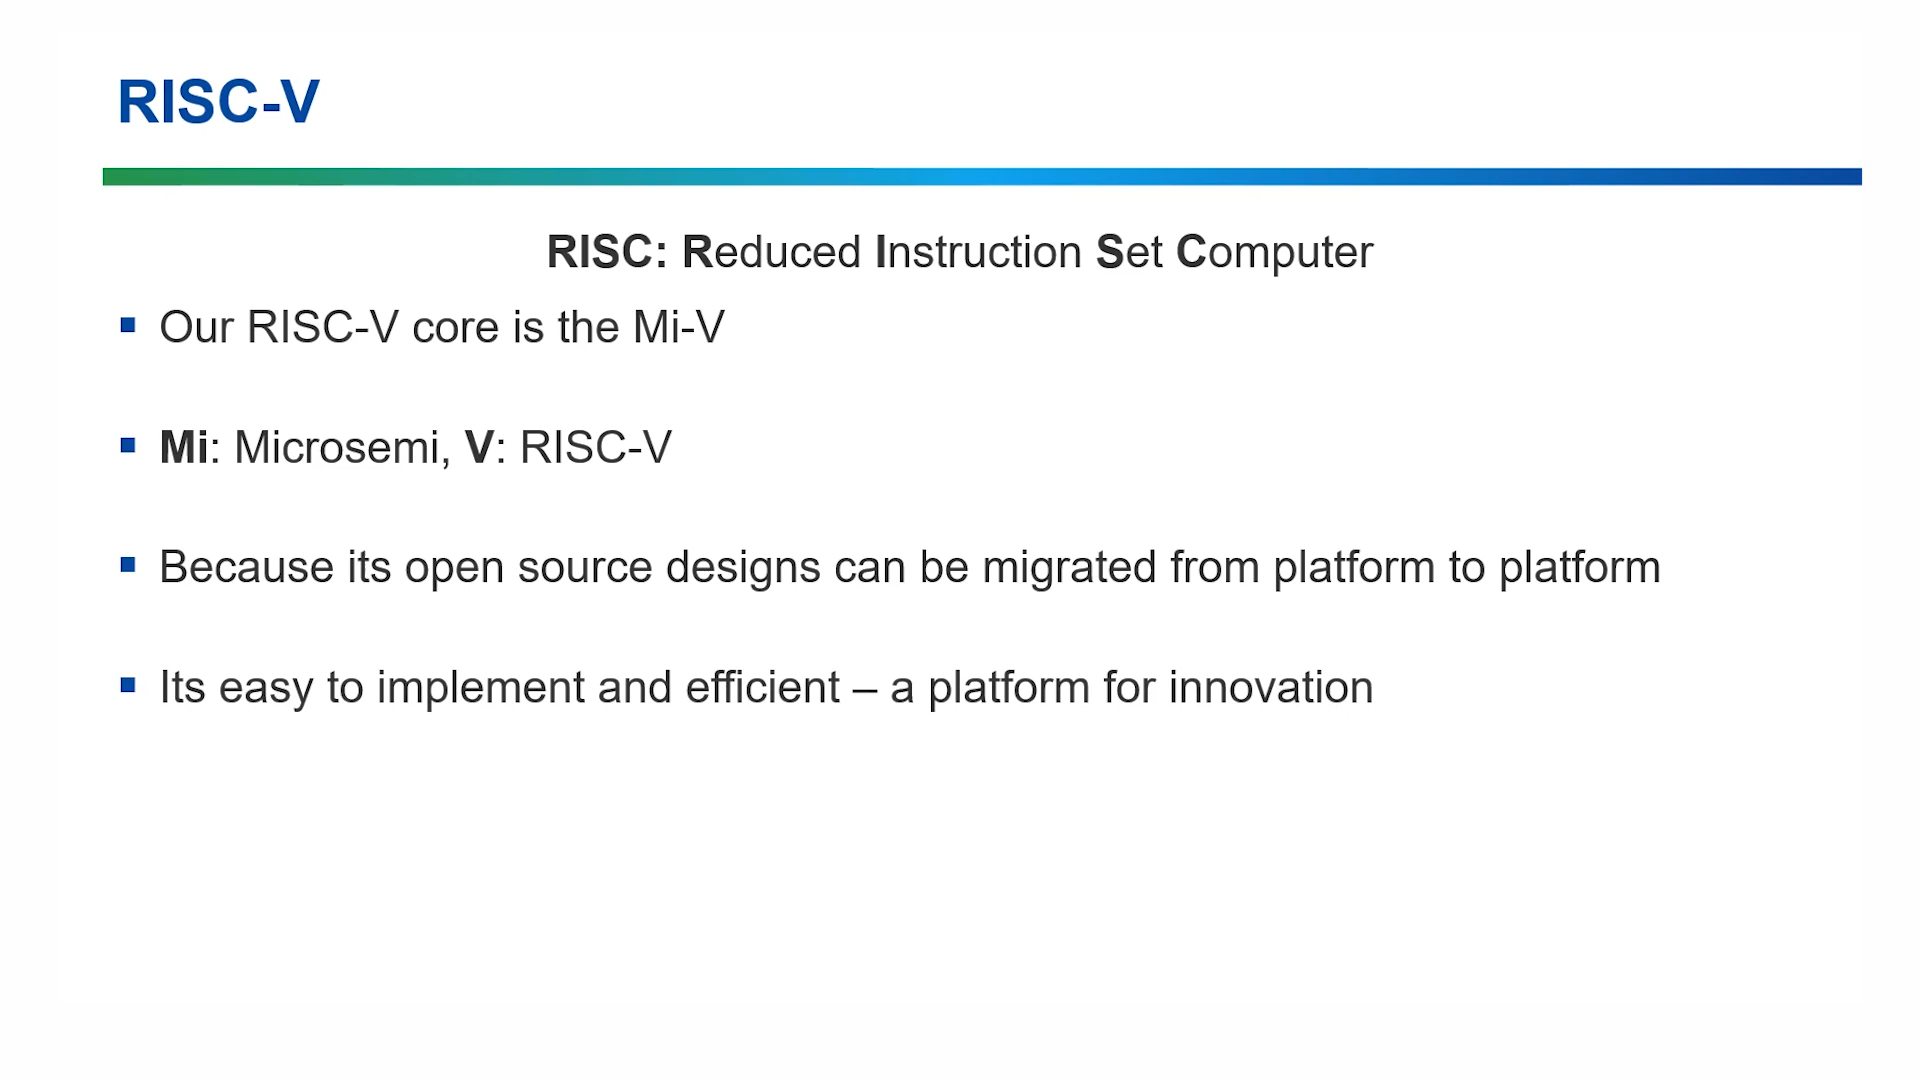 RISC-V
RISC: Reduced Instruction Set Computer
Our RISC-V core is the Mi-V
Mi: Microsemi, V: RISC-V
Because its open source designs can be migrated from platform to platform
Its easy to implement and efficient – a platform for innovation